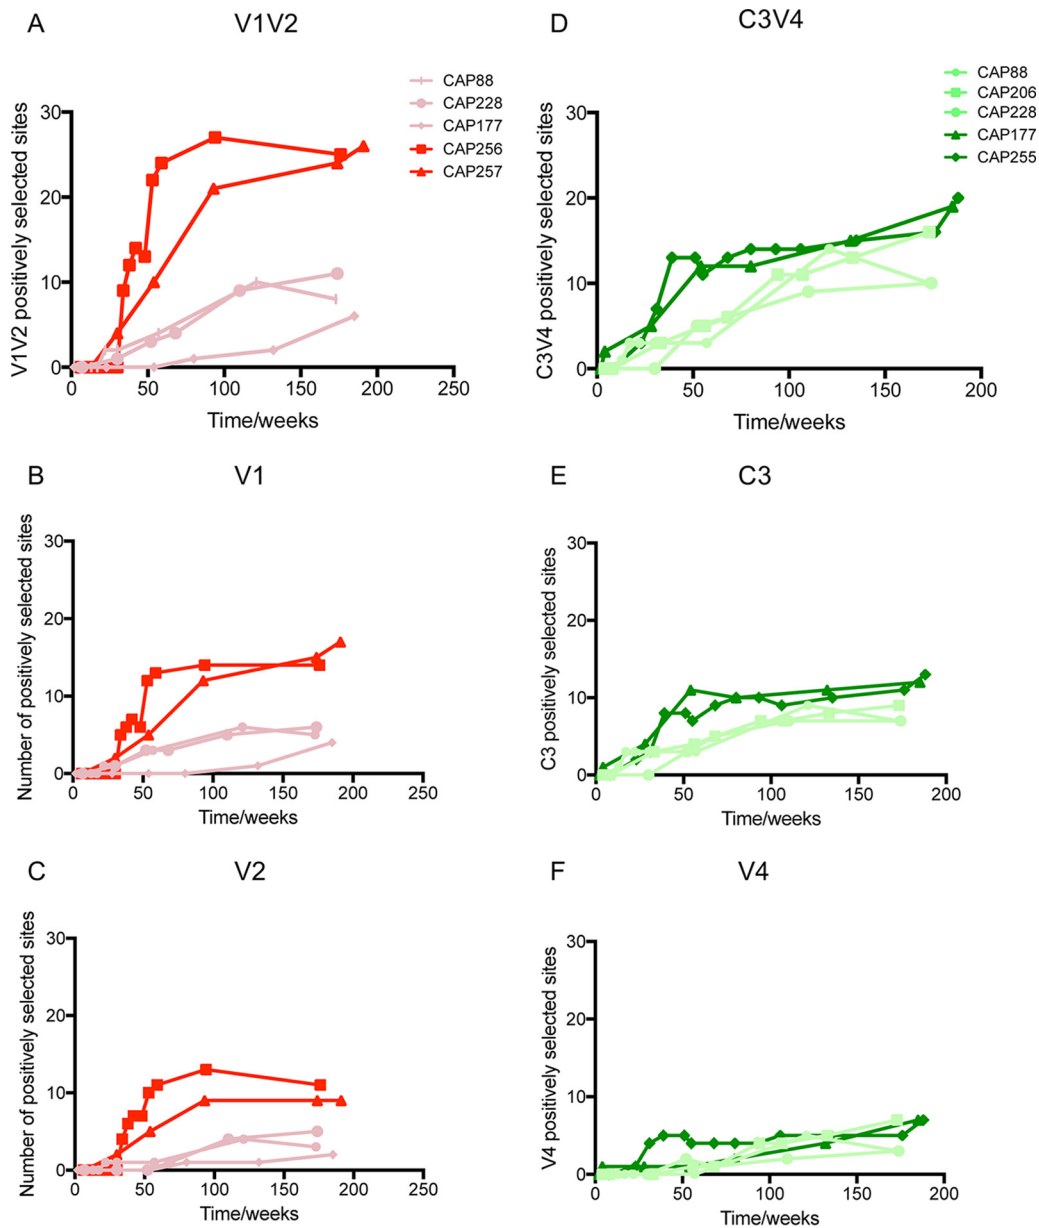 A
V1V2
CAP88
CAP228
CAP177
CAP256
CAP257
V1V2 positively selected sites
30
20
10
0
0 50 100 150 200 250
Time/weeks
D
C3V4
CAP88
CAP206
CAP228
CAP177
CAP255
C3V4 positively selected sites
30
20
10
0
0 50 100 150 200
Time/weeks
B
V1
Number of positively selected sites
30
20
10
0
0 50 100 150 200 250
Time/weeks
E
C3
C3 positively selected sites
30
20
10
0
0 50 100 150 200
Time/weeks
C
V2
Number of positively selected sites
30
20
10
0
0 50 100 150 200 250
Time/weeks
F
V4
V4 positively selected sites
30
20
10
0
0 50 100 150 200
Time/weeks